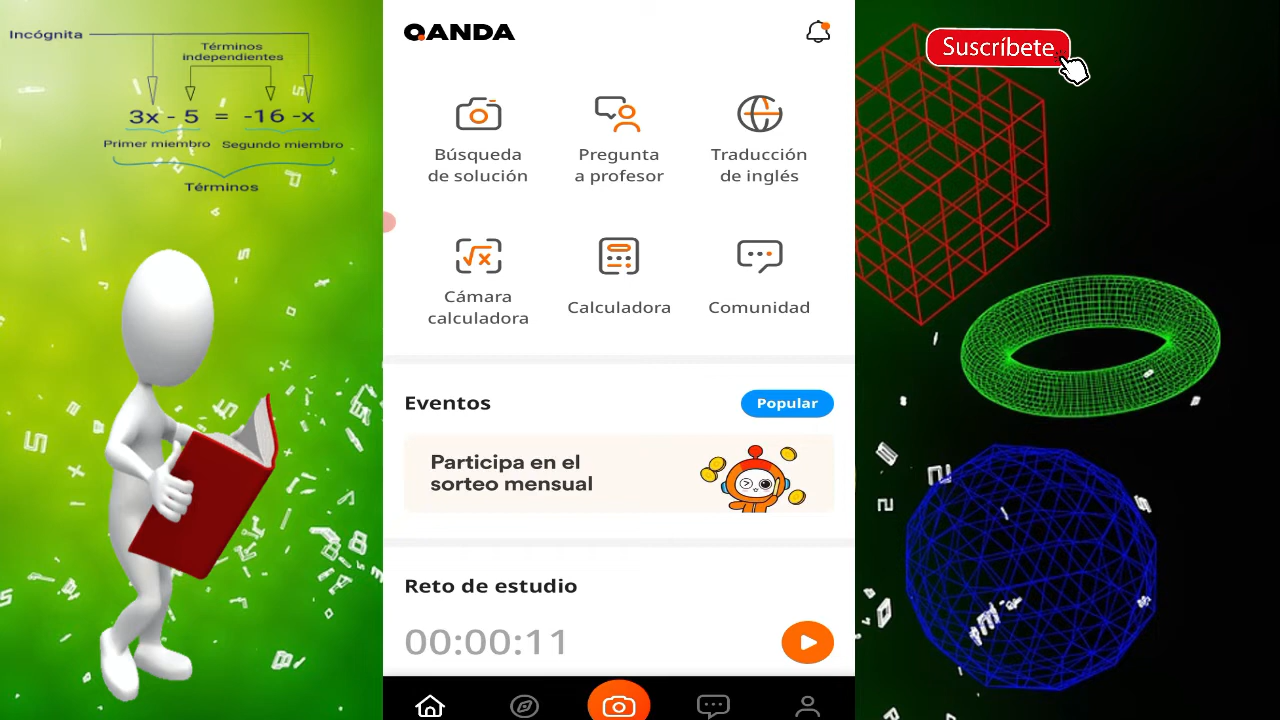 Incógnita
Términos
independientes
3x - 5 = -16 -x
Primer miembro Segundo miembro
Términos
QANDA
Búsqueda
de solución
Pregunta
a profesor
Traducción
de inglés
Cámara
calculadora
Calculadora
Comunidad
Eventos
Popular
Participa en el
sorteo mensual
Reto de estudio
00:00:11
Suscríbete